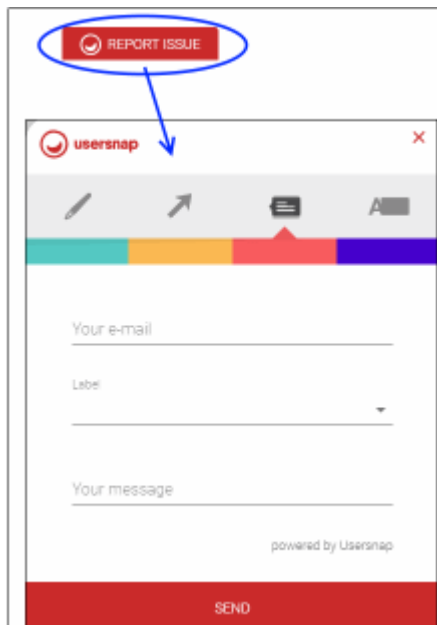 REPORT ISSUE
usersnap
A
Your e-mail
Label
Your message
powered by Usersnap
SEND